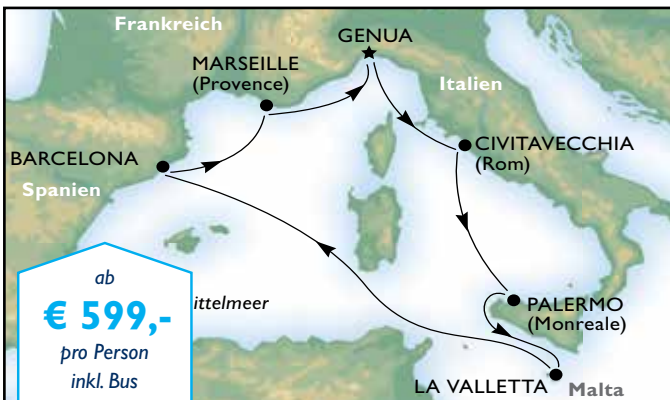 Frankreich
GENUA
MARSEILLE
(Provence)
Italien
BARCELONA
CIVITAVECCHIA
(Rom)
Spanien
ab
€ 599,-
pro Person
inkl. Bus
ittelmeer
PALERMO
(Monreale)
LA VALLETTA
Malta